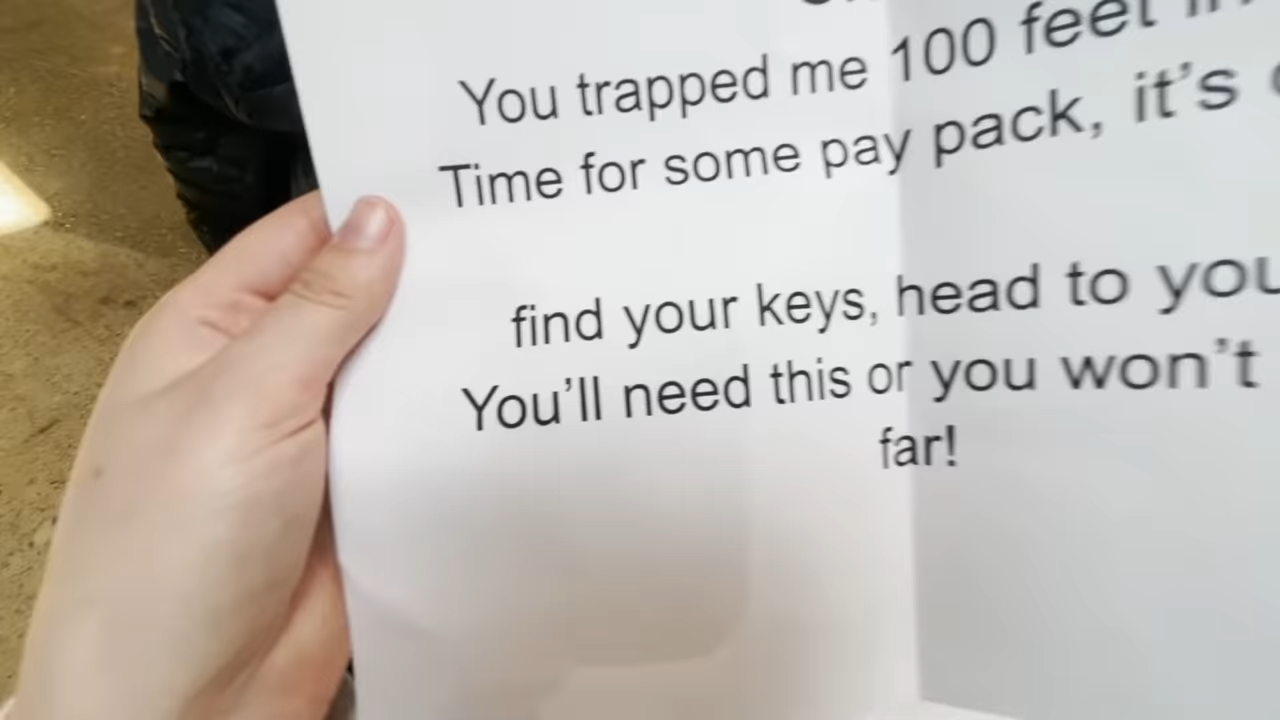 You trapped me 100 feet in
Time for some pay pack, it's
find your keys, head to you
You'll need this or you won't
far!